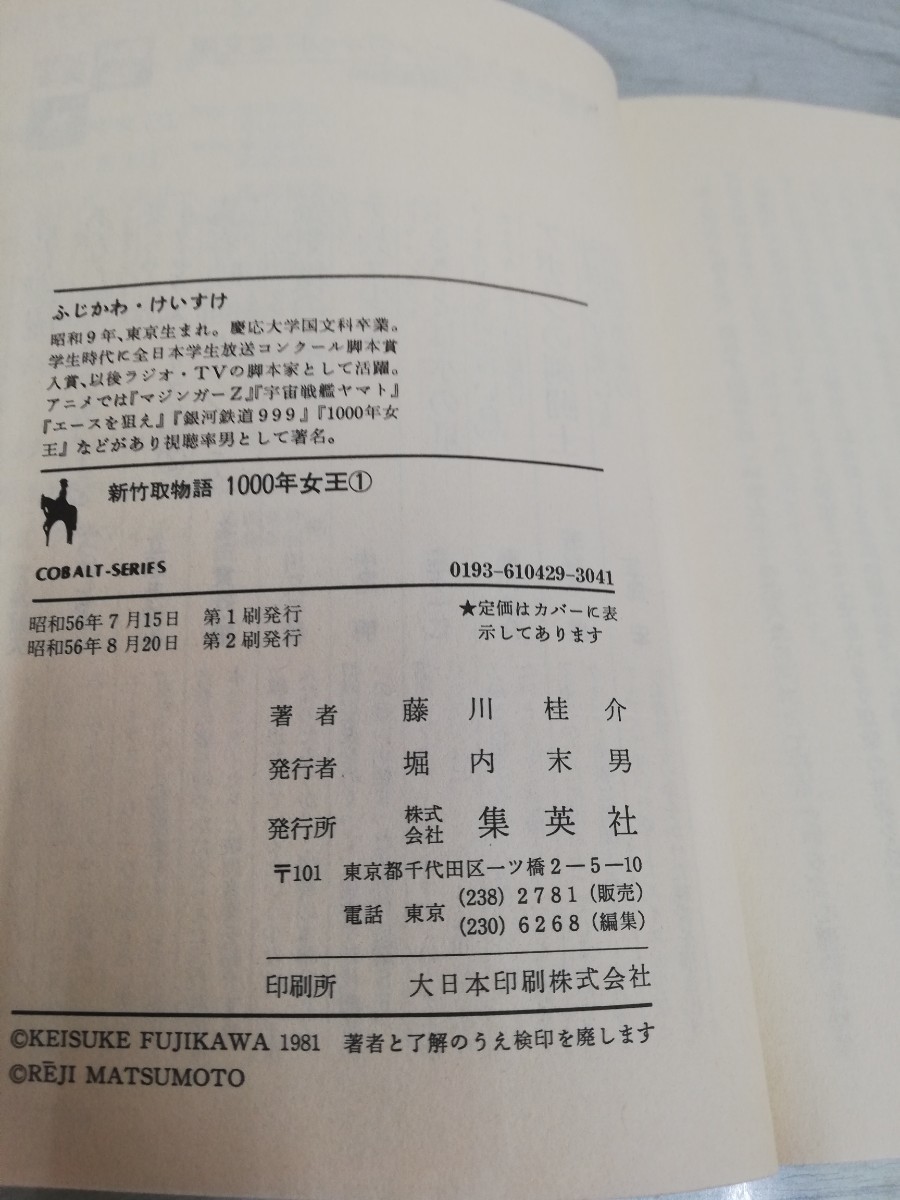 ふじかわ・けいすけ
昭和9年、東京生まれ。慶応大学国文科卒業。
学生時代に全日本学生放送コンクール脚本賞
入賞、以後ラジオ・TVの脚本家として活躍。
アニメでは『マジンガーZ』『宇宙戦艦ヤマト』
『エースを狙え』『銀河鉄道999』『1000年女
王』などがあり視聴率男として著名。
新竹取物語 1000年女王①
COBALT-SERIES
0193-610429-3041
昭和56年7月15日 第1刷発行
昭和56年8月20日 第2刷発行
★定価はカバーに表
示してあります
著者 藤川桂介
発行者 堀内末男
発行所 株式会社 集英社
〒101 東京都千代田区一ツ橋2-5-10
電話 東京 (238) 2781 (販売)
(230) 6268 (編集)
印刷所 大日本印刷株式会社
©KEISUKE FUJIKAWA 1981 著者と了解のうえ検印を廃します
©RĒJI MATSUMOTO